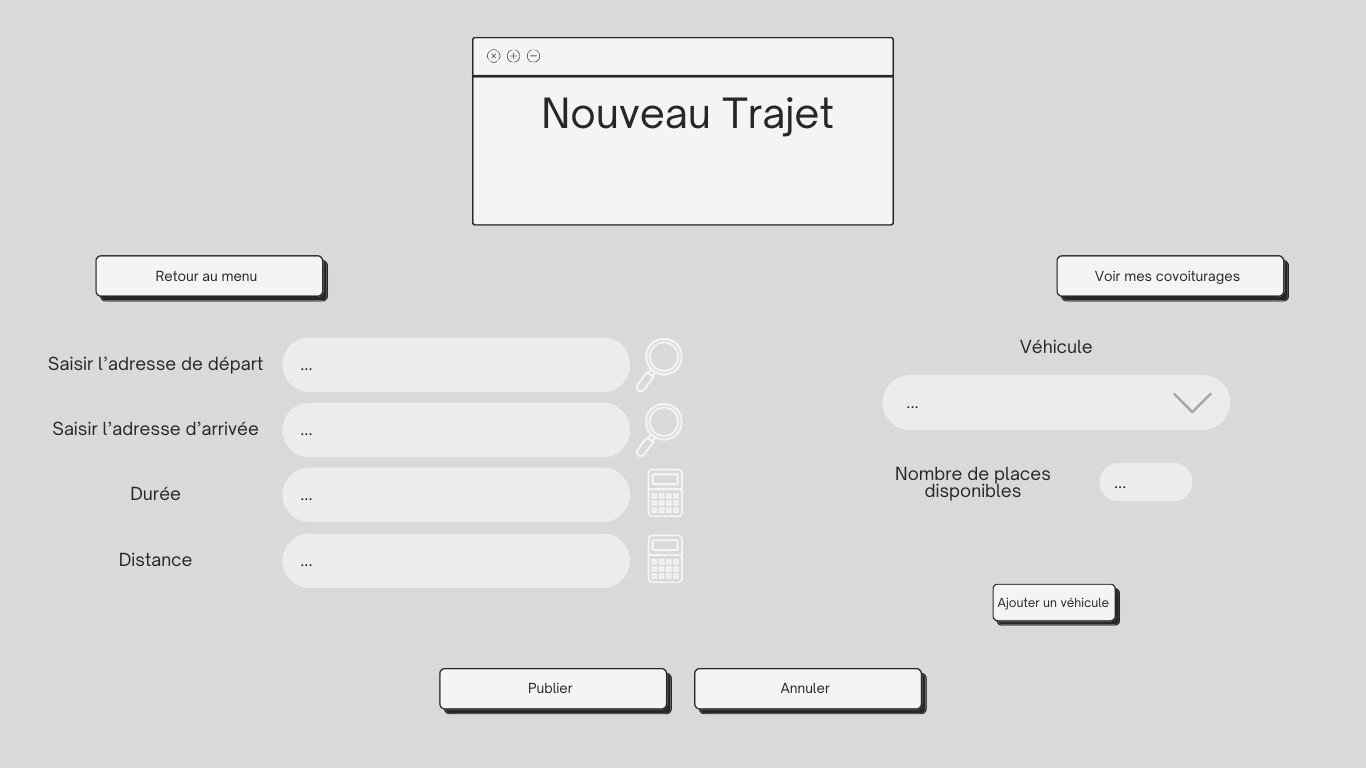 Nouveau Trajet
Retour au menu
Voir mes covoiturages
Saisir l’adresse de départ
...
Saisir l’adresse d’arrivée
...
Durée
...
Distance
...
Véhicule
...
Nombre de places
disponibles
...
Ajouter un véhicule
Publier
Annuler